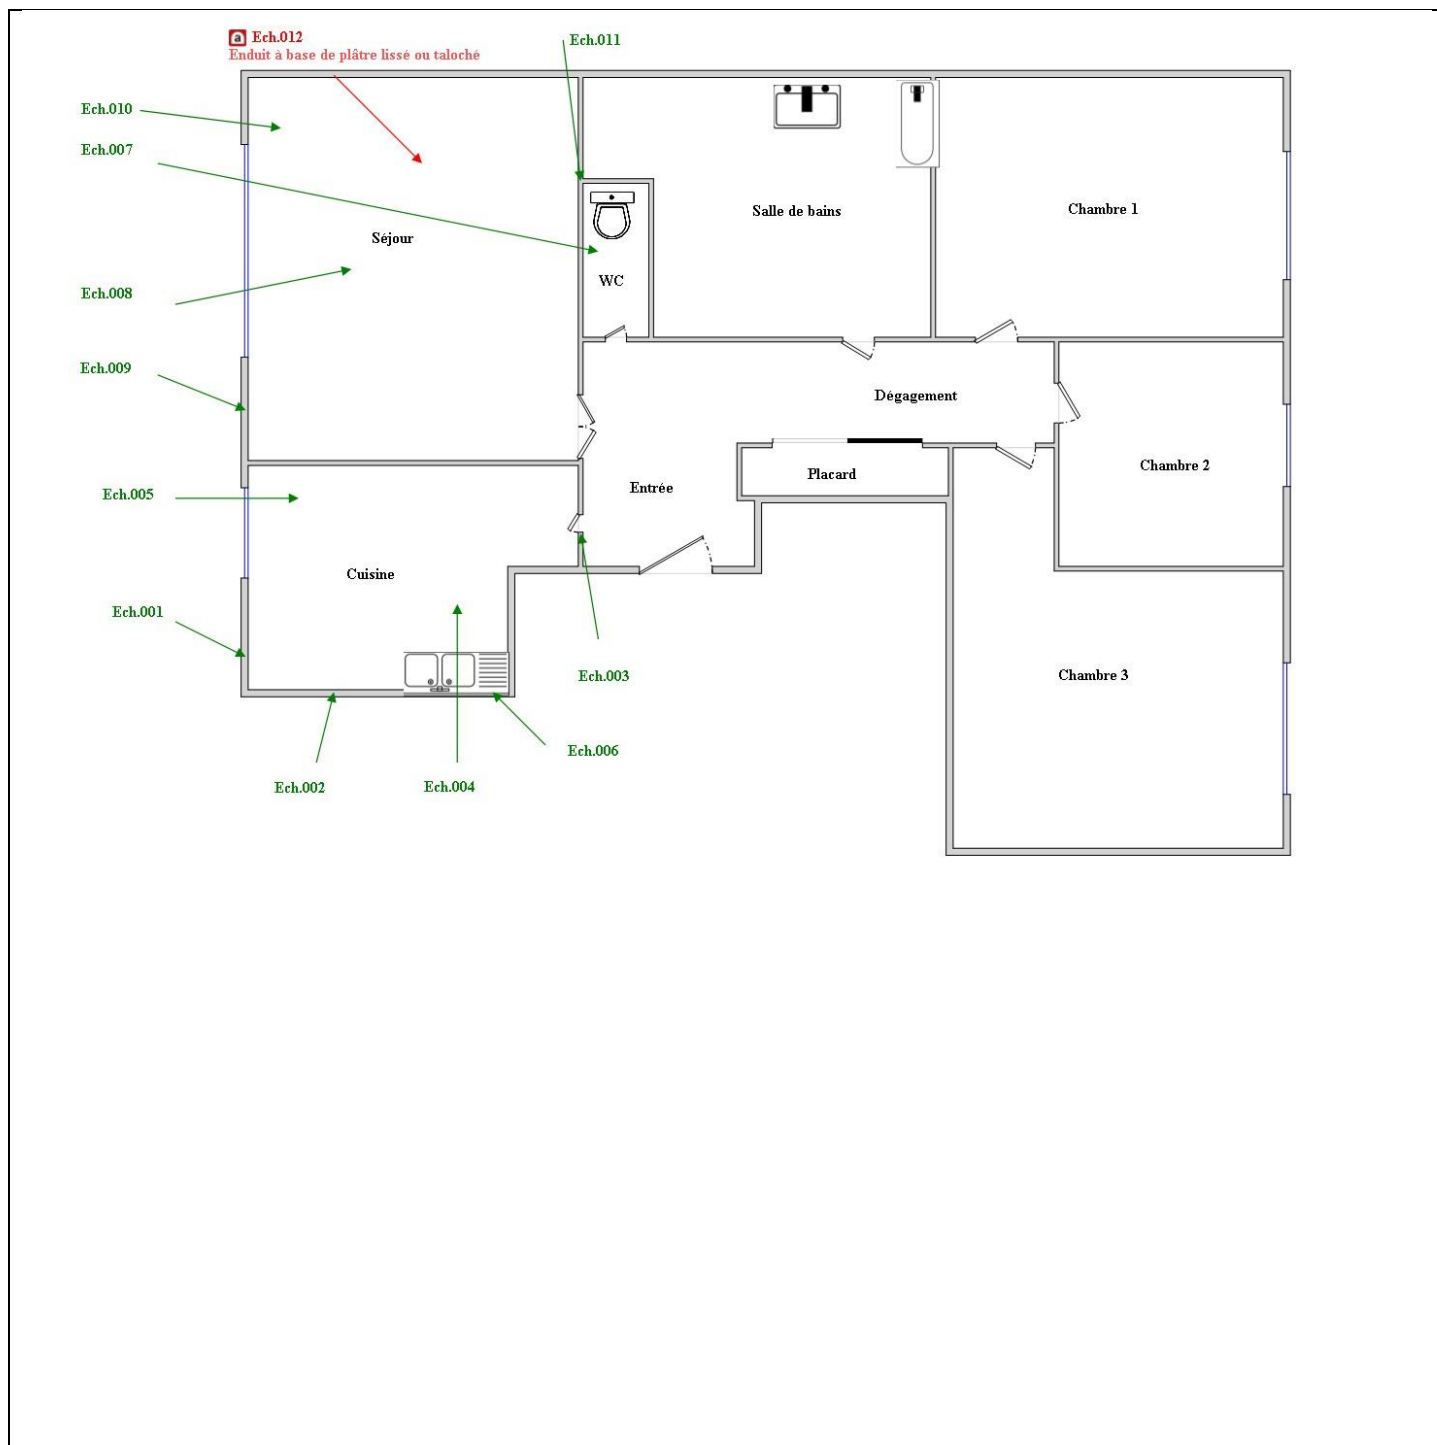 a Ech.012
Enduit à base de plâtre lissé ou taloché
Ech.011
Ech.010
Ech.007
Salle de bains
Chambre 1
Séjour
WC
Ech.008
Ech.009
Dégagement
Chambre 2
Placard
Entrée
Ech.005
Cuisine
Ech.001
Ech.003
Chambre 3
Ech.006
Ech.002
Ech.004